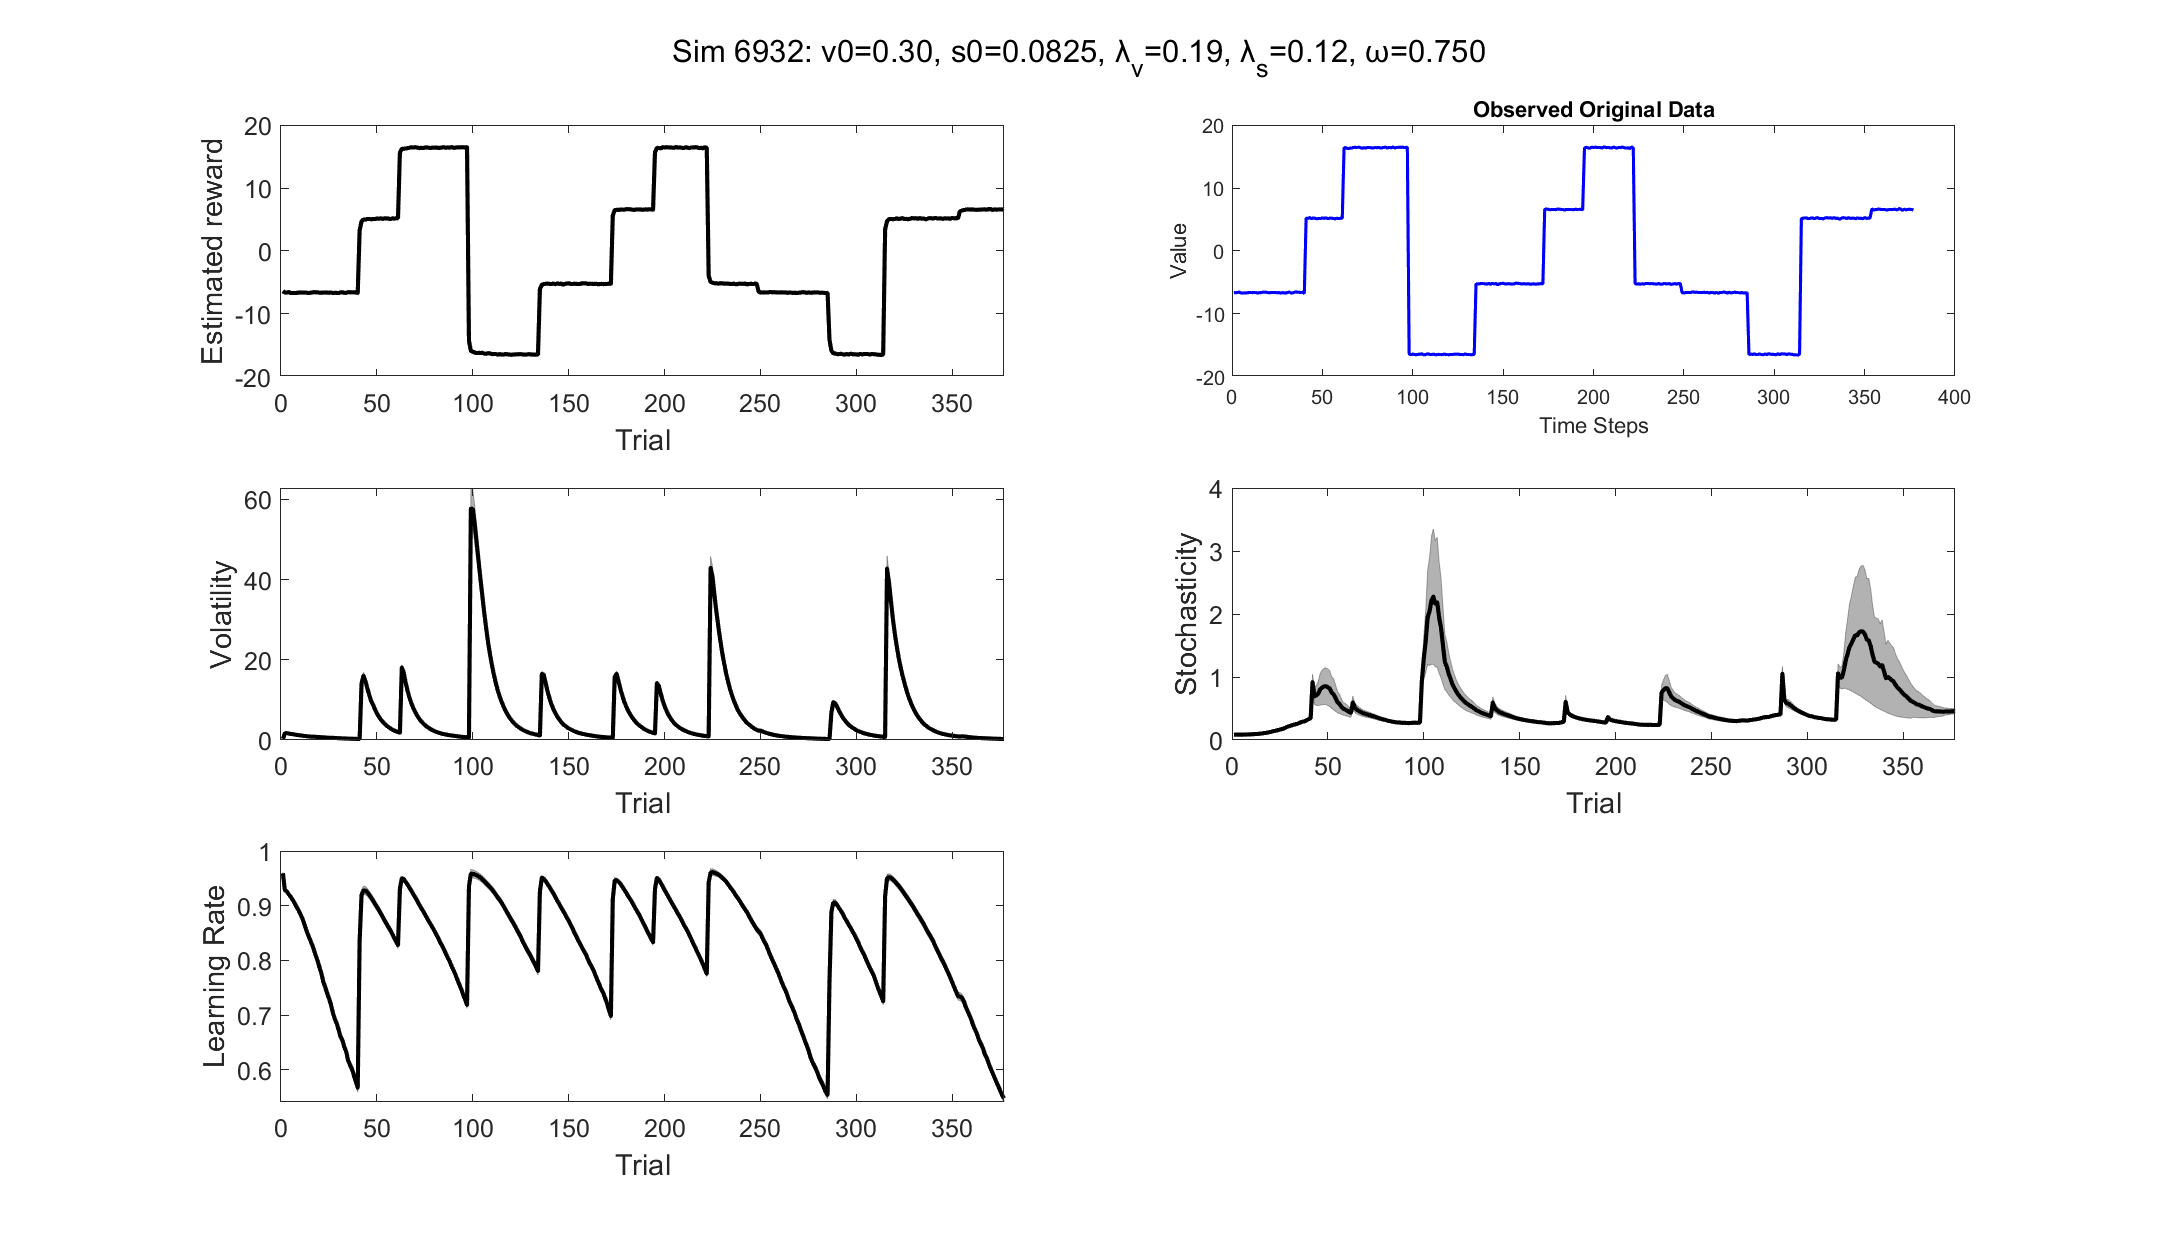 Sim 6932: v0=0.30, s0=0.0825, λ_v=0.19, λ_s=0.12, ω=0.750
Estimated reward
20
10
0
-10
-20
0 50 100 150 200 250 300 350
Trial
Observed Original Data
Value
20
10
0
-10
-20
0 50 100 150 200 250 300 350 400
Time Steps
Volatility
60
40
20
0
0 50 100 150 200 250 300 350
Trial
Stochasticity
4
3
2
1
0
0 50 100 150 200 250 300 350
Trial
Learning Rate
1
0.9
0.8
0.7
0.6
0 50 100 150 200 250 300 350
Trial